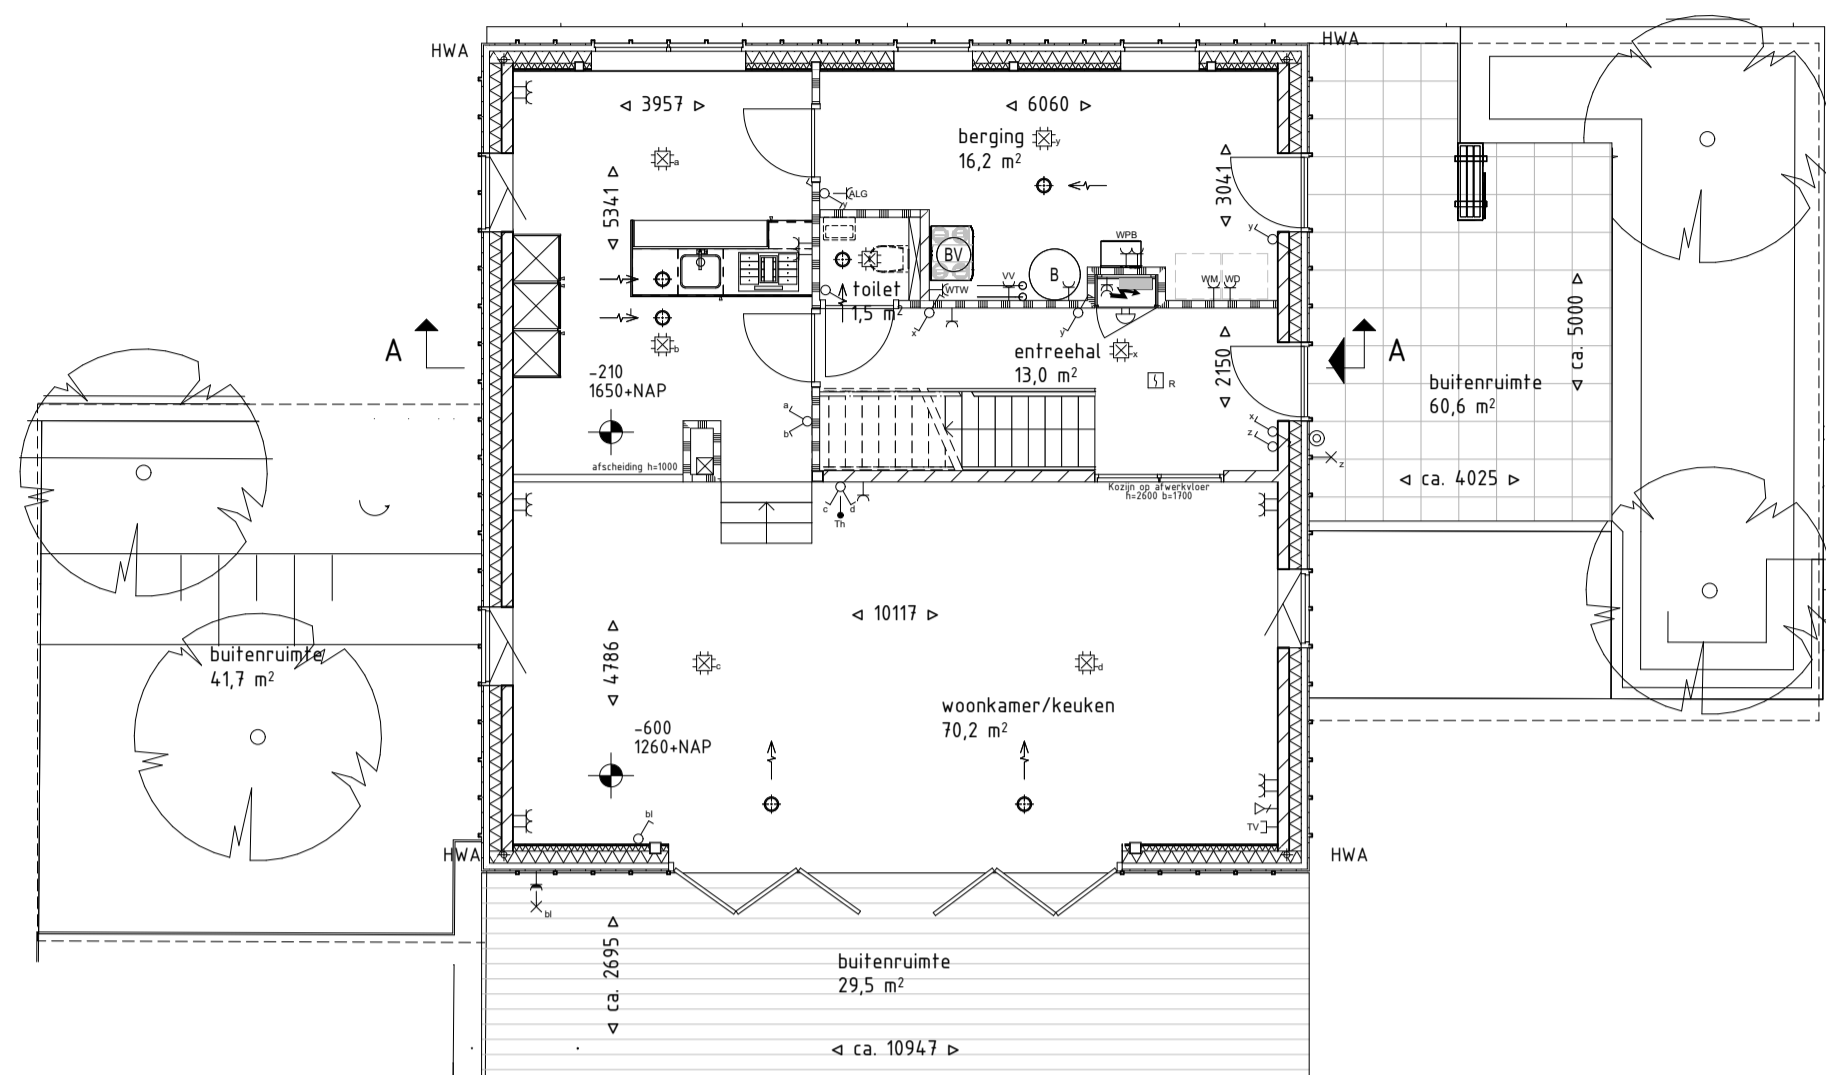 HWA
HWA
◁ 3957 ▷
◁ 6060 ▷
berging
16,2 m²
y
a
◁ 5341 ▷
◁ 3041 ▷
ALG
y
y
WPB
BV
B
VV
WTW
WM
WD
toilet
1,5 m²
x
y
◁ ca. 5000 ▷
A
A
b
entreehal
13,0 m²
x
◁ 2150 ▷
R
-210
1650+NAP
buitenruimte
60,6 m²
a
b
x
z
z
afscheiding h=1000
◁ ca. 4025 ▷
Kozijn op afwerkvloer
h=2600 b=1700
c
d
Th
◁ 10117 ▷
◁ 4786 ▷
buitenruimte
41,7 m²
c
d
woonkamer/keuken
70,2 m²
-600
1260+NAP
bl
TV
HWA
HWA
bl
◁ ca. 2695 ▷
buitenruimte
29,5 m²
◁ ca. 10947 ▷